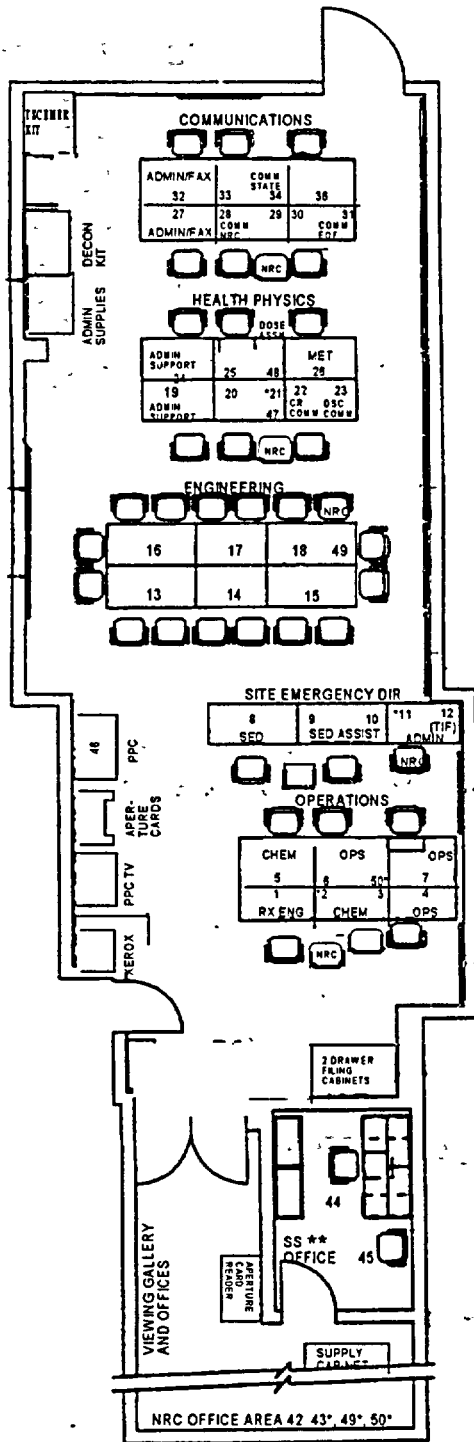 COMMUNICATIONS
ADMIN/FAX
COMM
STATE
32 33 34 36
27 28 29 30 31
ADMIN/FAX COMM
NRC
COMM
EOF
NRC
DECON
KIT
ADMIN
SUPPLIES
HEALTH PHYSICS
DOSE
ASSM
ADMIN
SUPPORT
MET
24 25 48 26
19 20 *21 22 23
ADMIN
SUPPORT
47
CR
COMM
OSC
COMM
NRC
ENGINEERING
NRC
16 17 18 49
13 14 15
SITE EMERGENCY DIR
8 9 10 *11 12
SED SED ASSIST (TIF)
ADMIN
NRC
46
PPC
APER-
TURE
CARDS
PPC TV
XEROX
OPERATIONS
CHEM OPS OPS
5 6 50* 7
1 *2 3 4
RX ENG CHEM OPS
NRC
2 DRAWER
FILING
CABINETS
44
SS **
OFFICE
45
VIEWING GALLERY
AND OFFICES
APERTURE
CARD
READER
SUPPLY
CABINET
NRC OFFICE AREA 42 43*, 49*, 50*